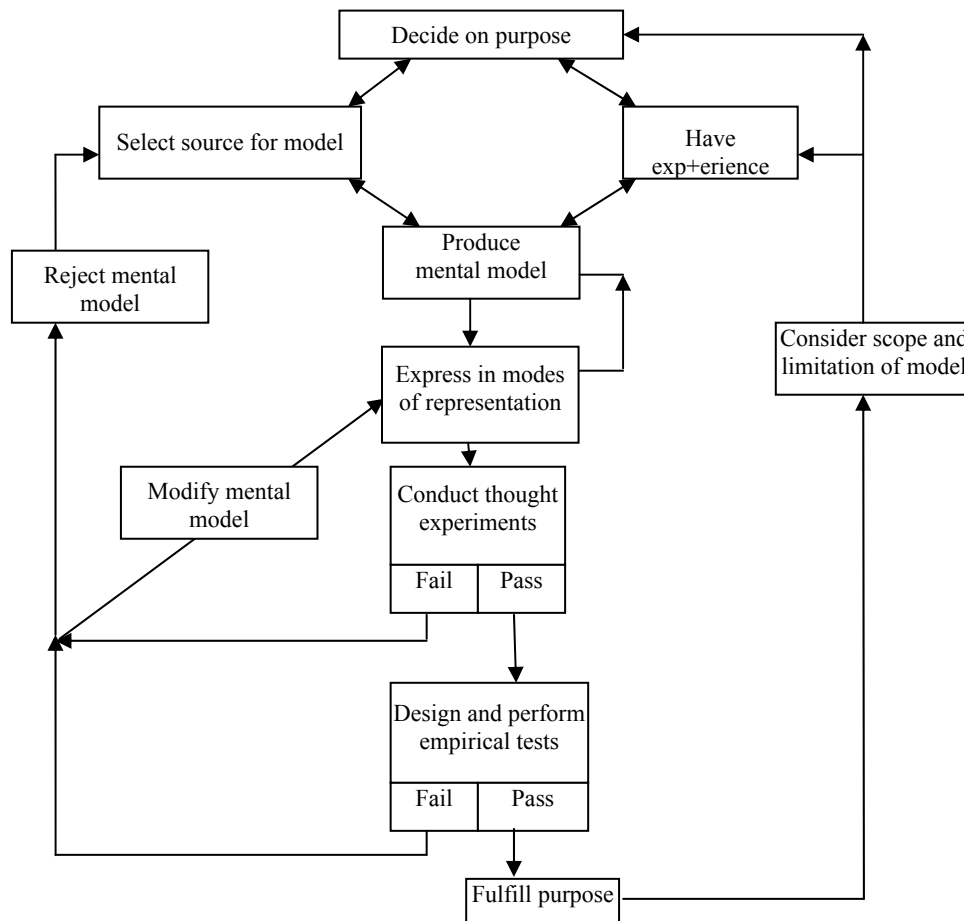 Decide on purpose
Select source for model
Have
exp+erience
Produce
mental model
Reject mental
model
Consider scope and
limitation of model
Express in modes
of representation
Modify mental
model
Conduct thought
experiments
Fail
Pass
Design and perform
empirical tests
Fail
Pass
Fulfill purpose